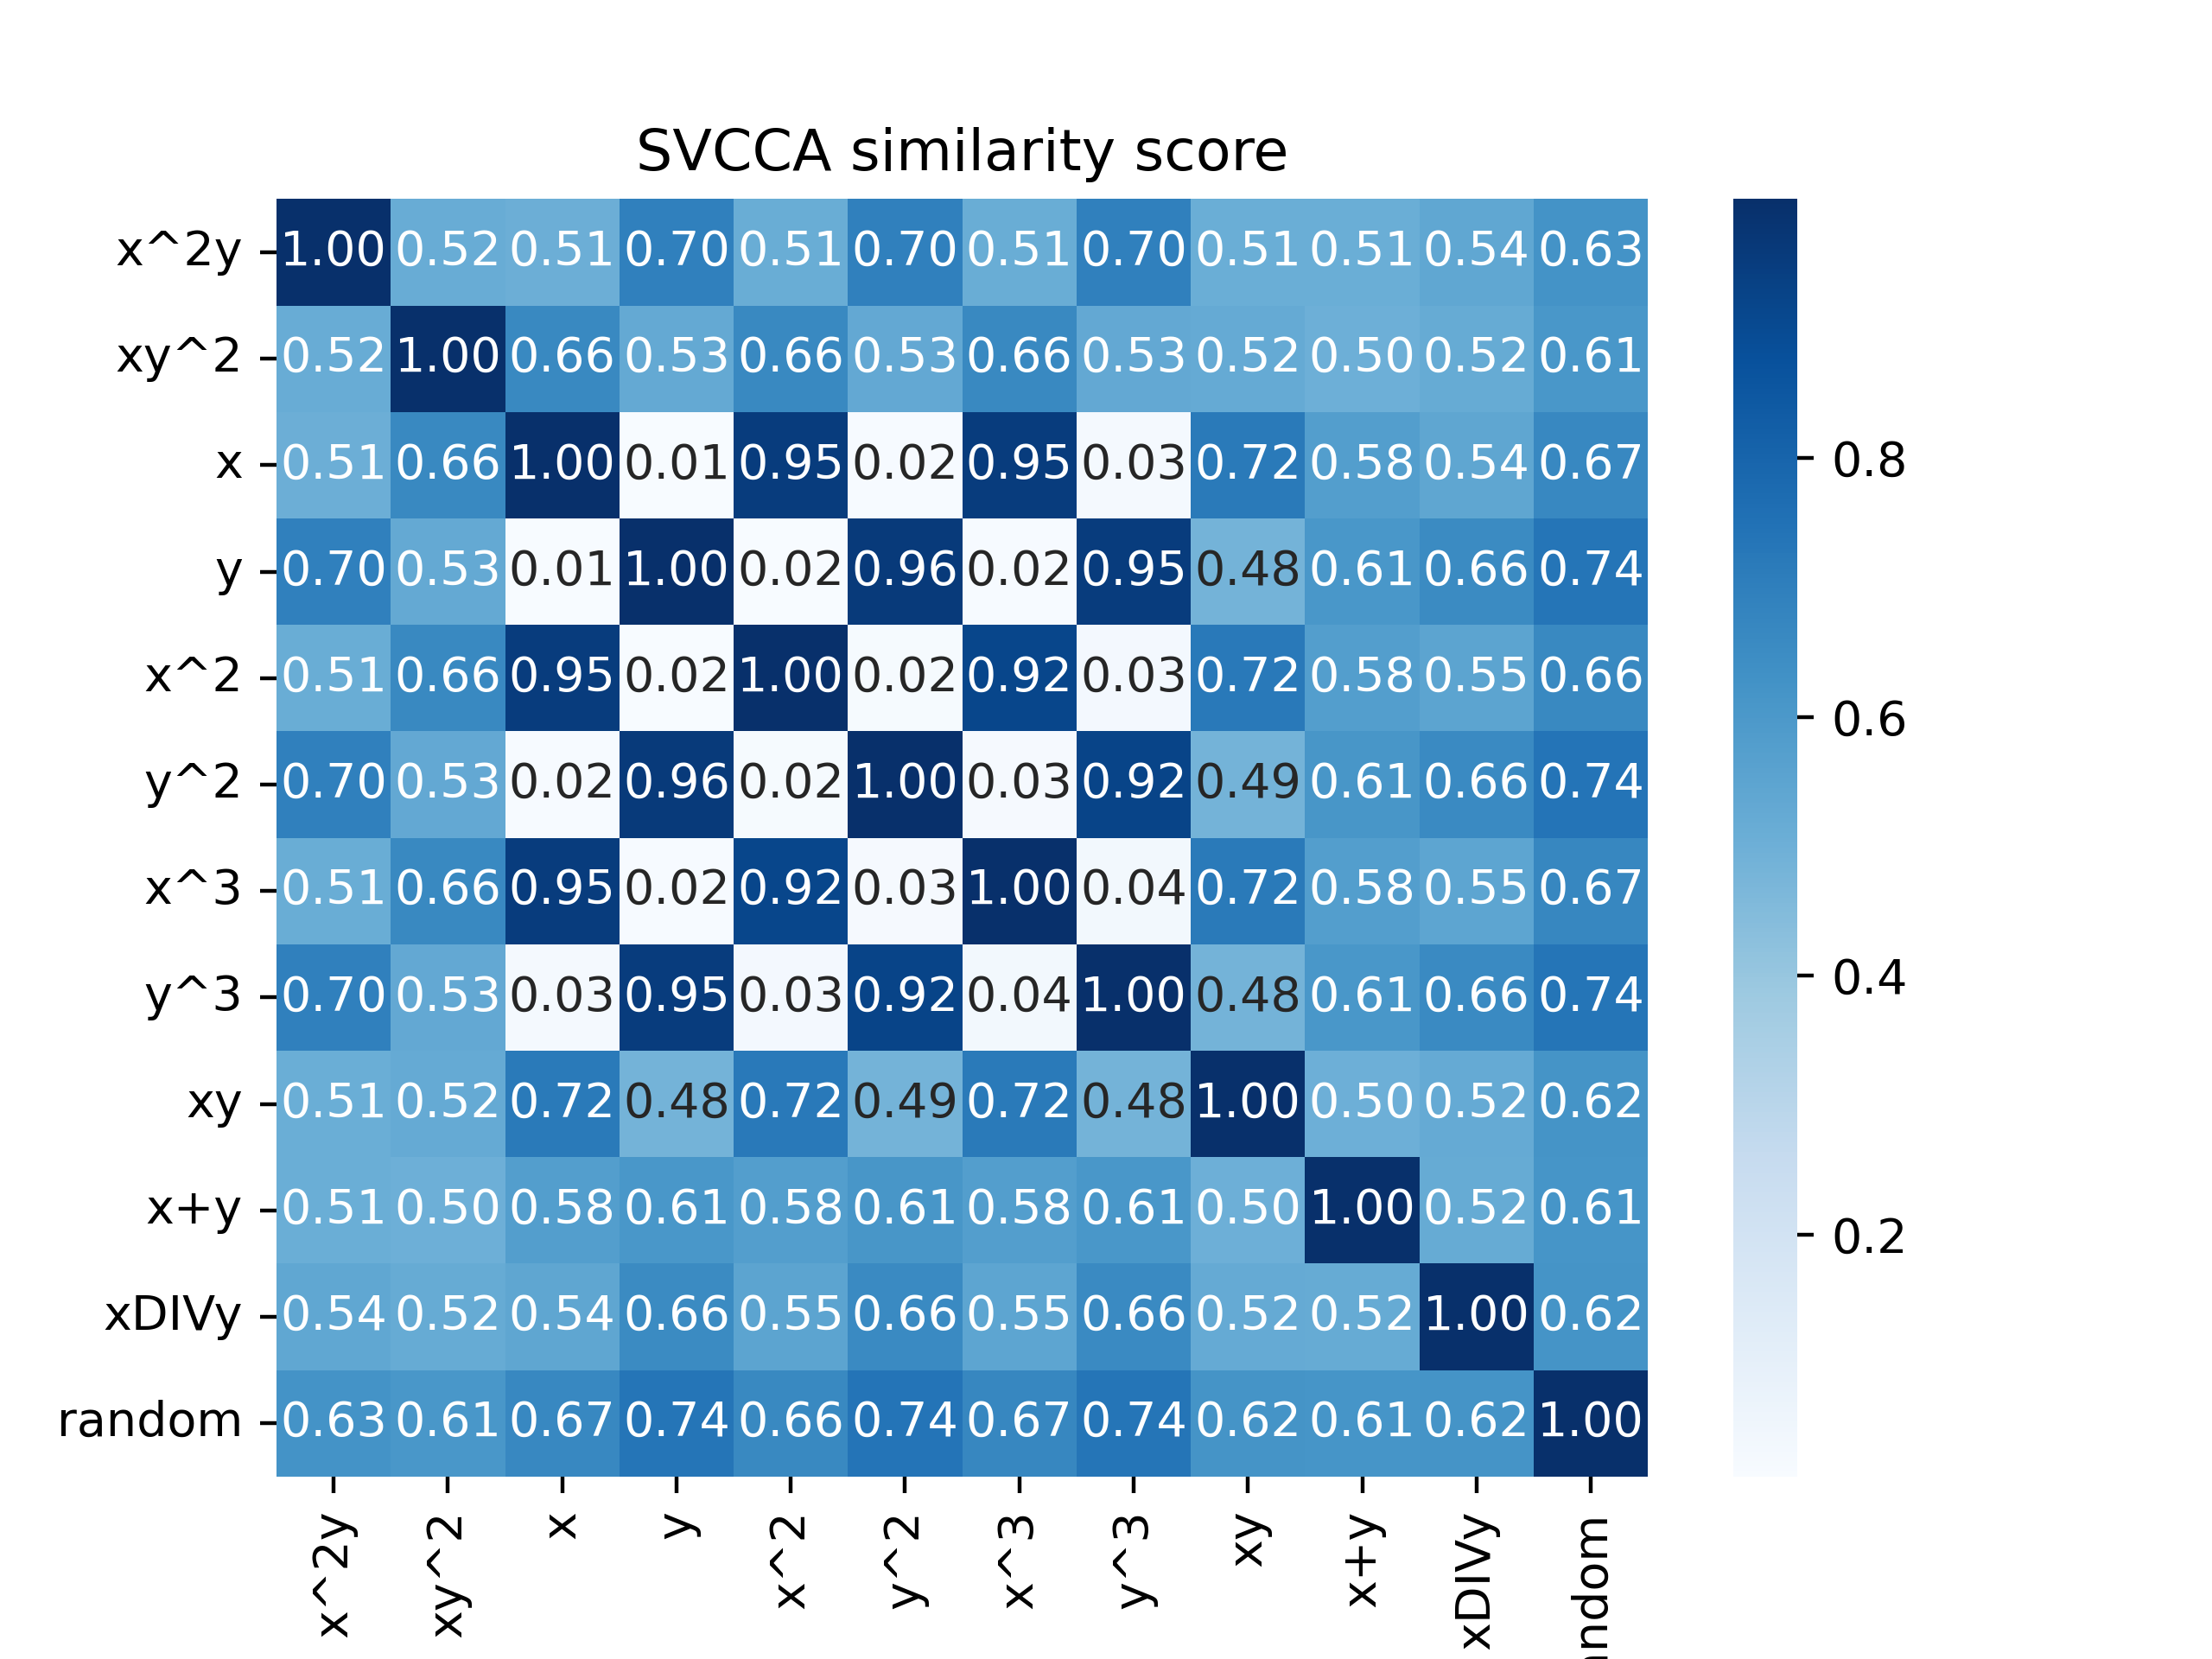 SVCCA similarity score
x^2y 1.00 0.52 0.51 0.70 0.51 0.70 0.51 0.70 0.51 0.51 0.54 0.63
xy^2 0.52 1.00 0.66 0.53 0.66 0.53 0.66 0.53 0.52 0.50 0.52 0.61
x 0.51 0.66 1.00 0.01 0.95 0.02 0.95 0.03 0.72 0.58 0.54 0.67
y 0.70 0.53 0.01 1.00 0.02 0.96 0.02 0.95 0.48 0.61 0.66 0.74
x^2 0.51 0.66 0.95 0.02 1.00 0.02 0.92 0.03 0.72 0.58 0.55 0.66
y^2 0.70 0.53 0.02 0.96 0.02 1.00 0.03 0.92 0.49 0.61 0.66 0.74
x^3 0.51 0.66 0.95 0.02 0.92 0.03 1.00 0.04 0.72 0.58 0.55 0.67
y^3 0.70 0.53 0.03 0.95 0.03 0.92 0.04 1.00 0.48 0.61 0.66 0.74
xy 0.51 0.52 0.72 0.48 0.72 0.49 0.72 0.48 1.00 0.50 0.52 0.62
x+y 0.51 0.50 0.58 0.61 0.58 0.61 0.58 0.61 0.50 1.00 0.52 0.61
xDIVy 0.54 0.52 0.54 0.66 0.55 0.66 0.55 0.66 0.52 0.52 1.00 0.62
random 0.63 0.61 0.67 0.74 0.66 0.74 0.67 0.74 0.62 0.61 0.62 1.00
x^2y xy^2 x y x^2 y^2 x^3 y^3 xy x+y xDIVy ndom
0.8
0.6
0.4
0.2